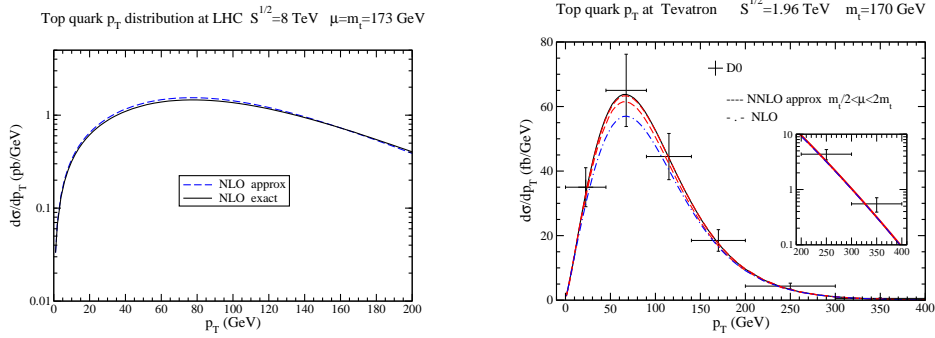 Top quark p_T distribution at LHC S^1/2=8 TeV μ=m_t=173 GeV
dσ/dp_T (pb/GeV)
1
0.1
0.01
NLO approx
NLO exact
0 20 40 60 80 100 120 140 160 180 200
p_T (GeV)
Top quark p_T at Tevatron S^1/2=1.96 TeV m_t=170 GeV
dσ/dp_T (fb/GeV)
80
60
40
20
0
D0
NNLO approx m_t/2<μ<2m_t
NLO
10
1
0.1
200 300 400
0 50 100 150 200 250 300 350 400
p_T (GeV)